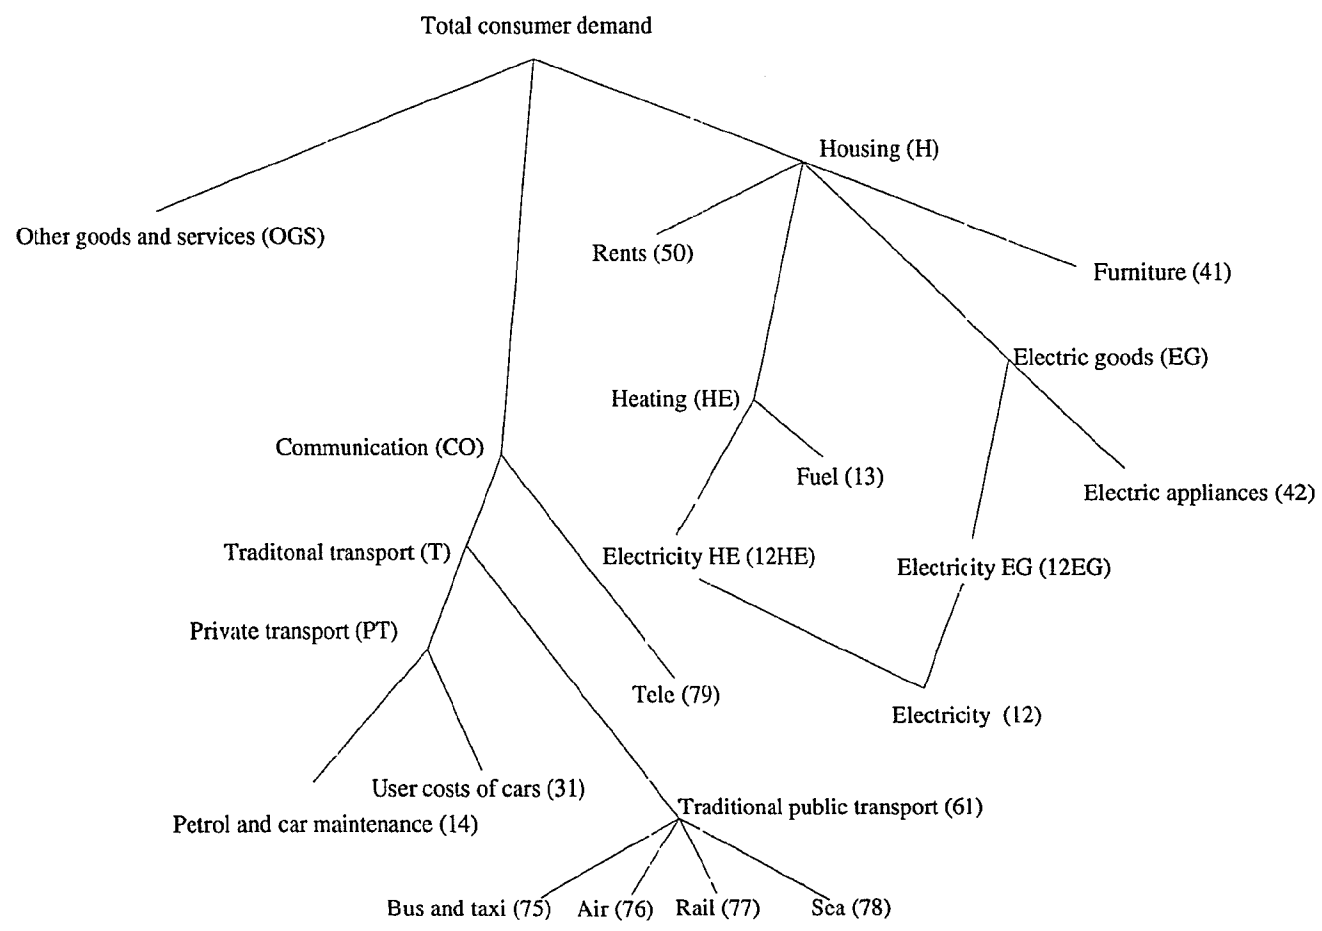 Total consumer demand
Housing (H)
Other goods and services (OGS)
Rents (50)
Furniture (41)
Electric goods (EG)
Heating (HE)
Communication (CO)
Fuel (13)
Electric appliances (42)
Traditonal transport (T)
Electricity HE (12HE)
Electricity EG (12EG)
Private transport (PT)
Tele (79)
Electricity (12)
User costs of cars (31)
Traditional public transport (61)
Petrol and car maintenance (14)
Bus and taxi (75)
Air (76)
Rail (77)
Sea (78)